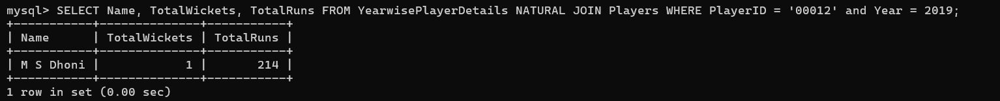 mysql> SELECT Name, TotalWickets, TotalRuns FROM YearwisePlayerDetails NATURAL JOIN Players WHERE PlayerID = '00012' and Year = 2019;
+-----------+--------------+-----------+
| Name      | TotalWickets | TotalRuns |
+-----------+--------------+-----------+
| M S Dhoni |            1 |       214 |
+-----------+--------------+-----------+
1 row in set (0.00 sec)